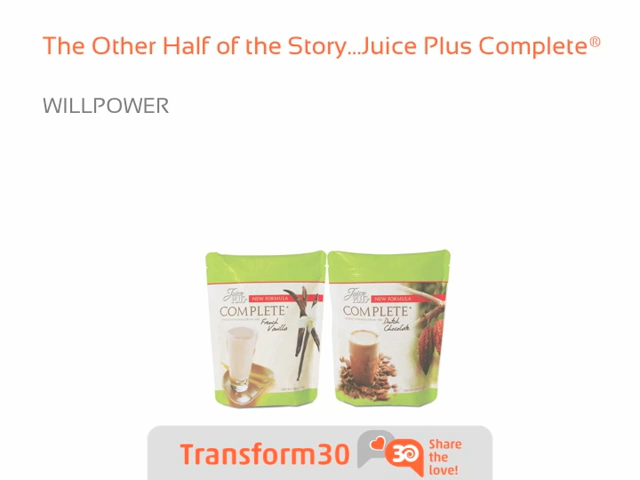 The Other Half of the Story...Juice Plus Complete®
WILLPOWER
Juice PLUS+ NEW FORMULA
COMPLETE®
French Vanilla
Juice PLUS+ NEW FORMULA
COMPLETE®
Dutch Chocolate
Transform30
30
Share
the
love!